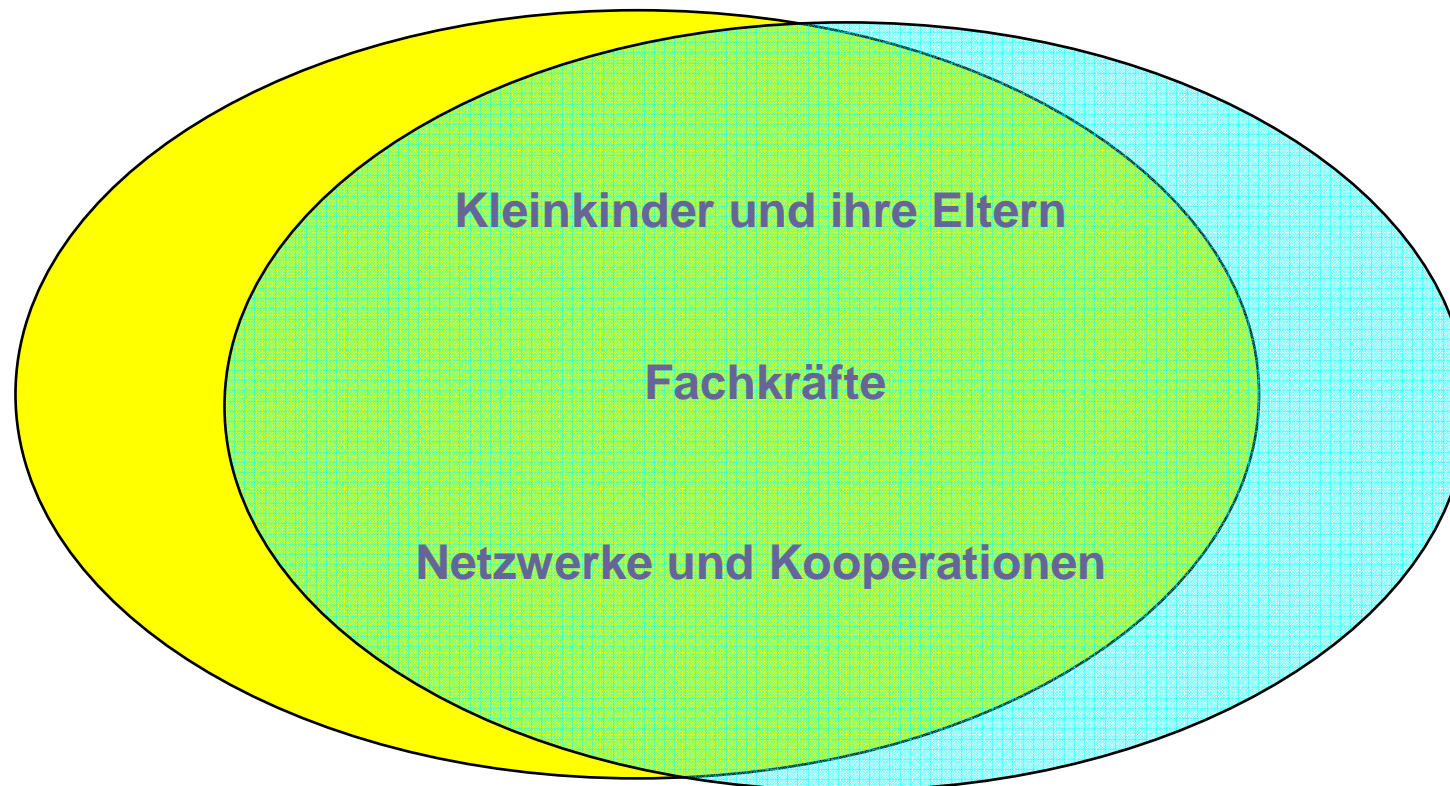 Kleinkinder und ihre Eltern
Fachkräfte
Netzwerke und Kooperationen